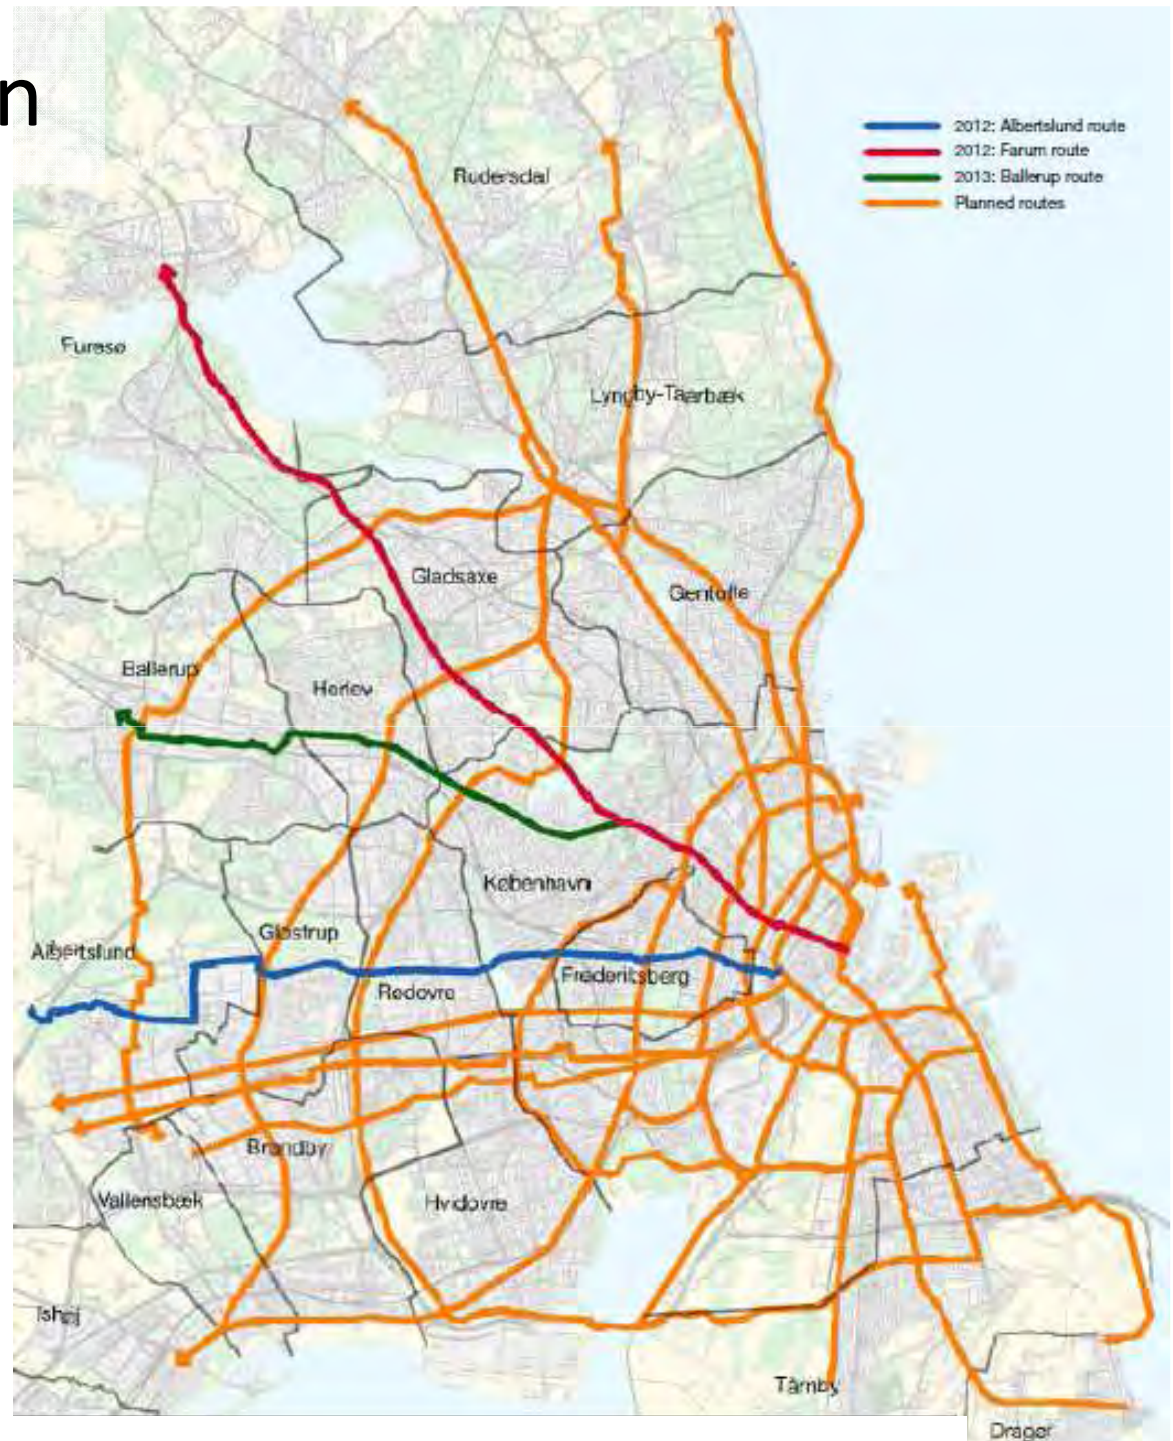 n
2012: Albertslund route
2012: Farum route
2013: Ballerup route
Planned routes
Rudersdal
Furesø
Lyngby-Taarbæk
Gladsaxe
Gentofte
Ballerup
Herlev
København
Glostrup
Albertslund
Frederiksberg
Rødovre
Brøndby
Vallensbæk
Hvidovre
Ishøj
Tårnby
Dragør